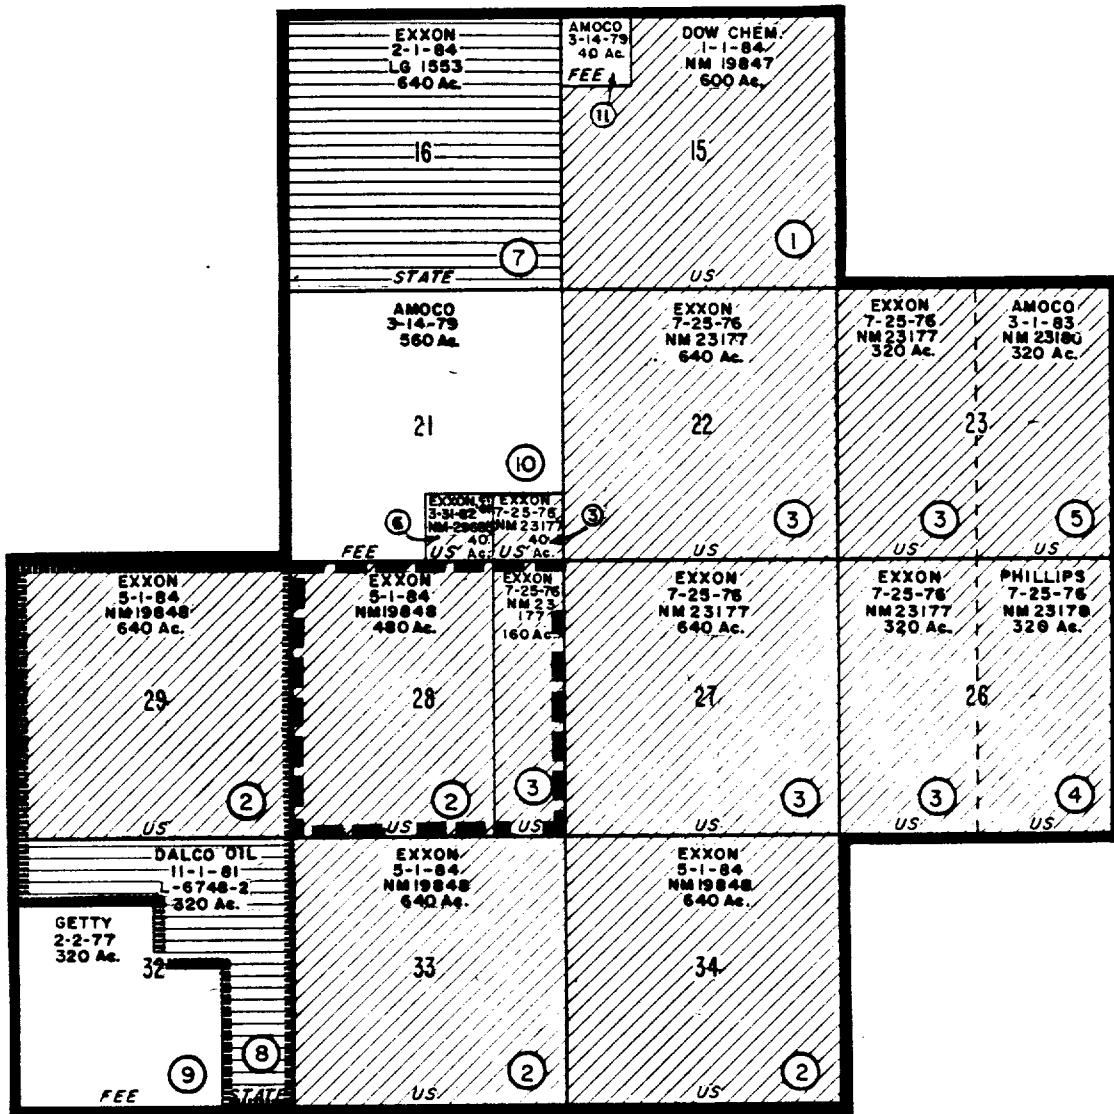 EXXON
2-1-84
LG 1553
640 Ac.
16
7
STATE
AMOCO
3-14-79
40 Ac.
FEE
11
DOW CHEM.
1-1-84
NM 19847
600 Ac.
15
1
US
AMOCO
3-14-79
560 Ac.
21
10
FEE
EXXON
3-31-82
6
40
Ac.
US
EXXON
7-25-76
NM 23177
40
Ac.
3
US
EXXON
7-25-76
NM 23177
640 Ac.
22
3
US
EXXON
7-25-76
NM 23177
320 Ac.
23
3
US
AMOCO
3-1-83
NM 23180
320 Ac.
5
US
EXXON
5-1-84
NM19848
640 Ac.
29
2
US
EXXON
5-1-84
NM19848
480 Ac.
28
2
US
EXXON
7-25-76
NM 23
177
160 Ac.
3
US
EXXON
7-25-76
NM 23177
640 Ac.
27
3
US
EXXON
7-25-76
NM 23177
320 Ac.
26
3
US
PHILLIPS
7-25-76
NM 23178
320 Ac.
4
US
DALCO OIL
11-1-81
L-6748-2
320 Ac.
GETTY
2-2-77
320 Ac.
32
9
FEE
8
STATE
EXXON
5-1-84
NM19848
640 Ac.
33
2
US
EXXON
5-1-84
NM19848
640 Ac.
34
2
US